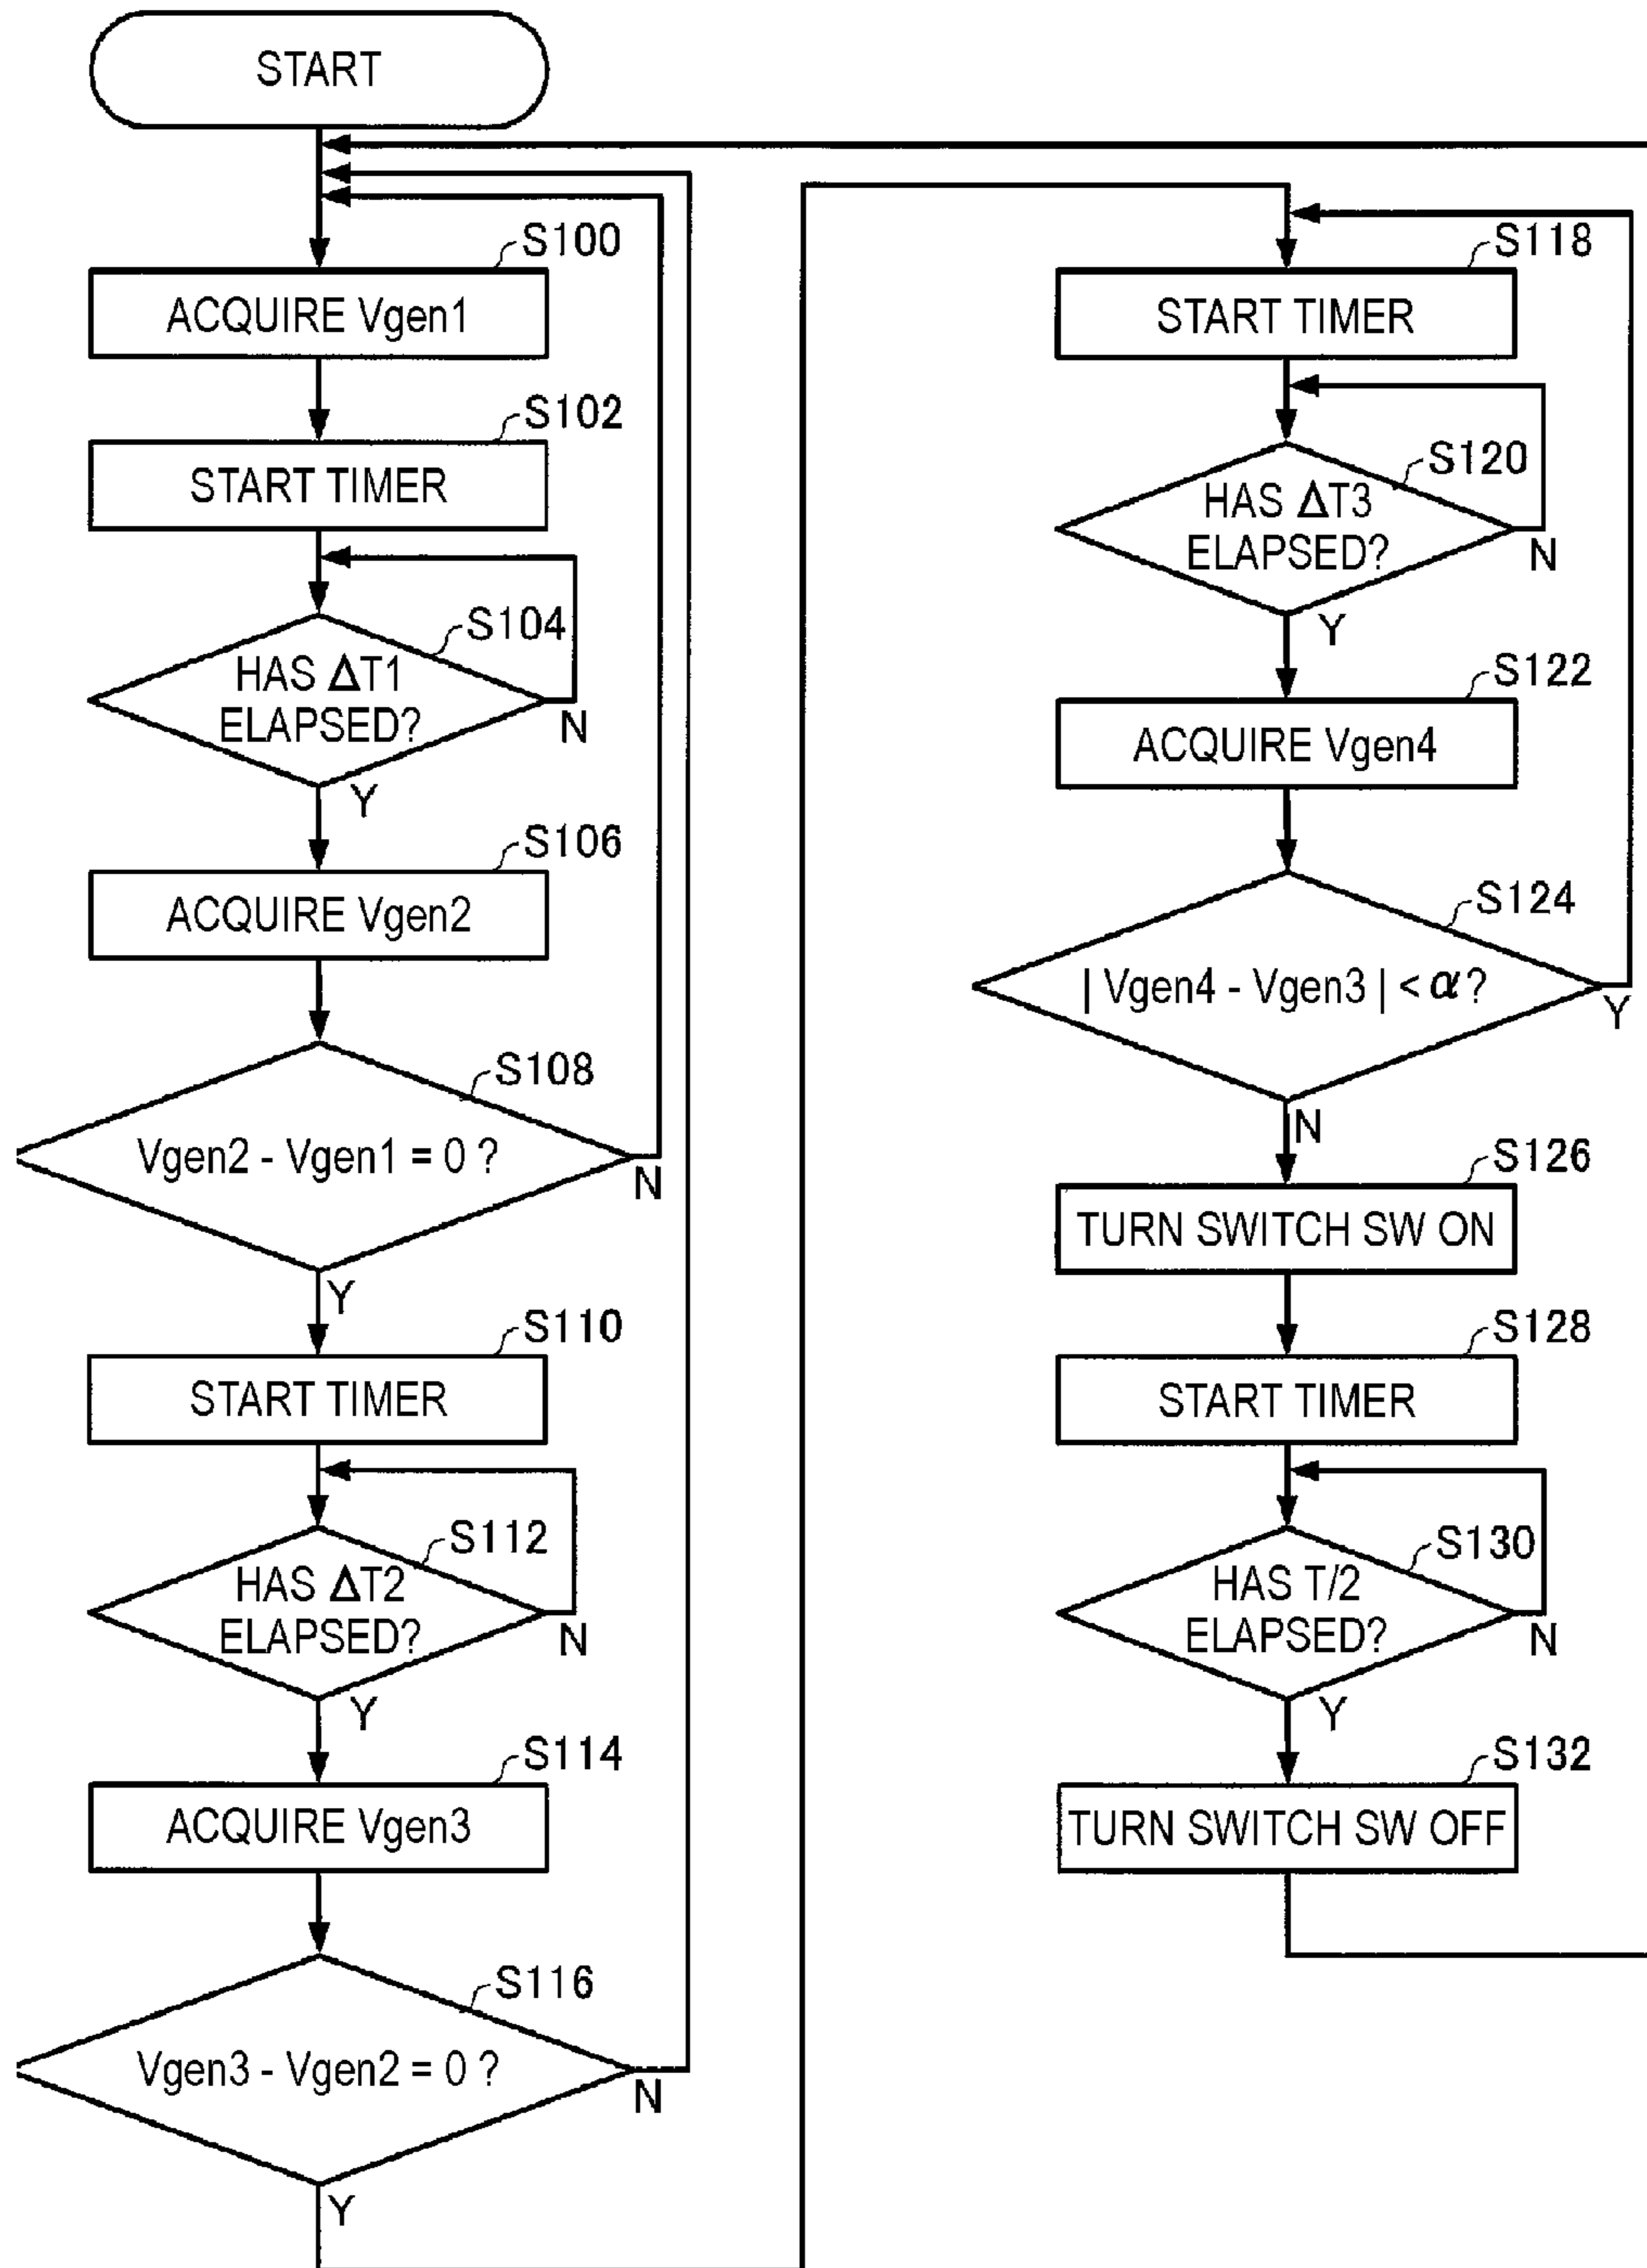 START
S100
ACQUIRE Vgen1
S102
START TIMER
S104
HAS ΔT1
ELAPSED?
N
Y
S106
ACQUIRE Vgen2
S108
Vgen2 - Vgen1 = 0 ?
N
Y
S110
START TIMER
S112
HAS ΔT2
ELAPSED?
N
Y
S114
ACQUIRE Vgen3
S116
Vgen3 - Vgen2 = 0 ?
N
Y
S118
START TIMER
S120
HAS ΔT3
ELAPSED?
N
Y
S122
ACQUIRE Vgen4
S124
| Vgen4 - Vgen3 | < α ?
Y
N
S126
TURN SWITCH SW ON
S128
START TIMER
S130
HAS T/2
ELAPSED?
N
Y
S132
TURN SWITCH SW OFF